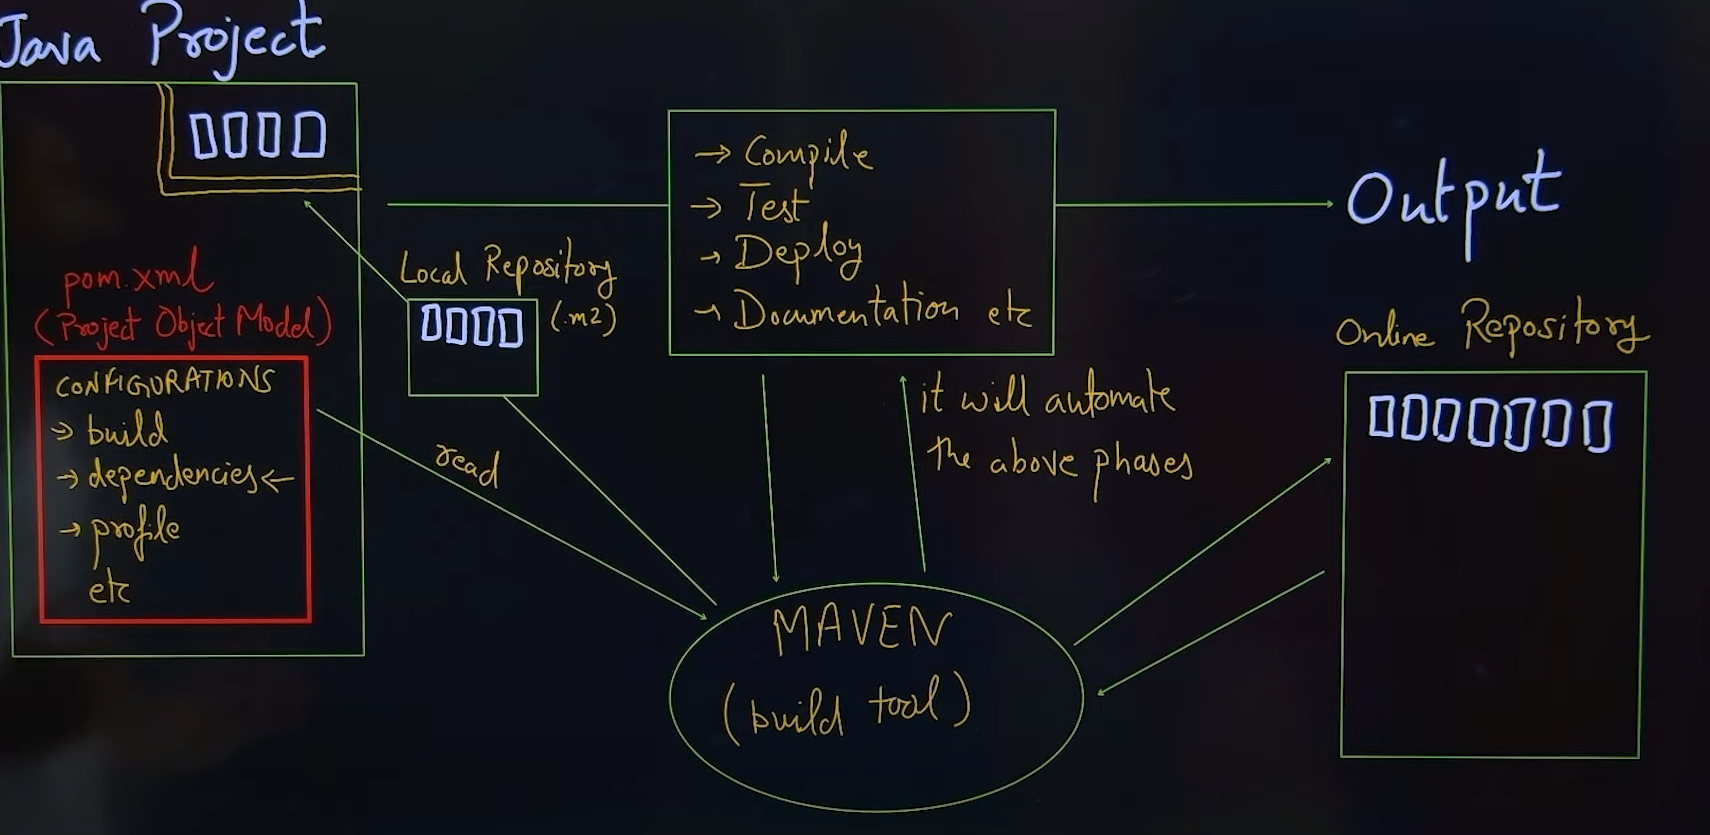 Java Project
pom.xml
(Project Object Model)
CONFIGURATIONS
→ build
→ dependencies ←
→ profile
etc
Local Repository
(.m2)
read
→ Compile
→ Test
→ Deploy
→ Documentation etc
it will automate
the above phases
MAVEN
(build tool)
Output
Online Repository